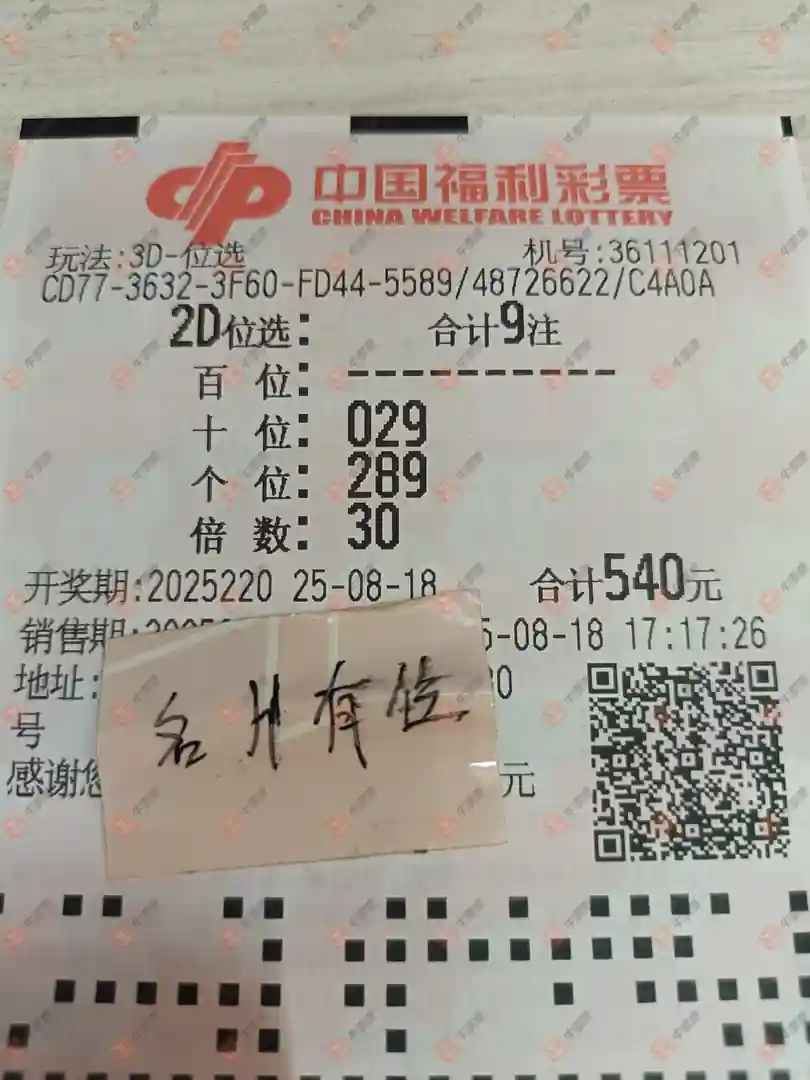 中国福利彩票
CHINA WELFARE LOTTERY
玩法:3D-位选 机号:36111201
CD77-3632-3F60-FD44-5589/48726622/C4A0A
2D位选: 合计9注
百 位: ----------
十 位: 029
个 位: 289
倍 数: 30
开奖期:2025220 25-08-18 合计540元
销售期: 5-08-18 17:17:26
地址:
号
感谢您 元
名片有位